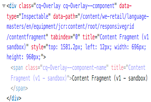 <div class="cq-Overlay cq-Overlay--component" data-
type="Inspectable" data-path="/content/we-retail/language-
masters/en/equipment/jcr:content/root/responsivegrid
/contentfragment" tabindex="0" title="Content Fragment (v1
sandbox)" style="top: 1501.2px; left: 12px; width: 696px;
height: 960px;">
<span class="cq-Overlay-component-name" title="Content
Fragment (v1 - sandbox)">Content Fragment (v1 - sandbox)
</span>
</div>